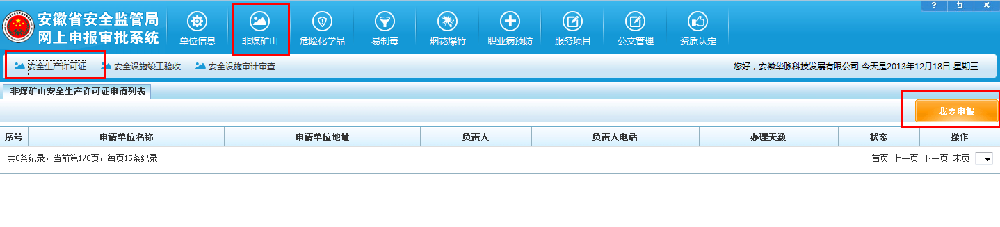 安徽省安全监管局
网上申报审批系统
单位信息 非煤矿山 危险化学品 易制毒 烟花爆竹 职业病预防 服务项目 公文管理 资质认定
安全生产许可证 安全设施竣工验收 安全设施审计审查 您好，安徽华脉科技发展有限公司 今天是2013年12月18日 星期三
非煤矿山安全生产许可证申请列表
我要申报
序号 申请单位名称 申请单位地址 负责人 负责人电话 办理天数 状态 操作
共0条纪录，当前第1/0页，每页15条纪录 首页 上一页 下一页 末页